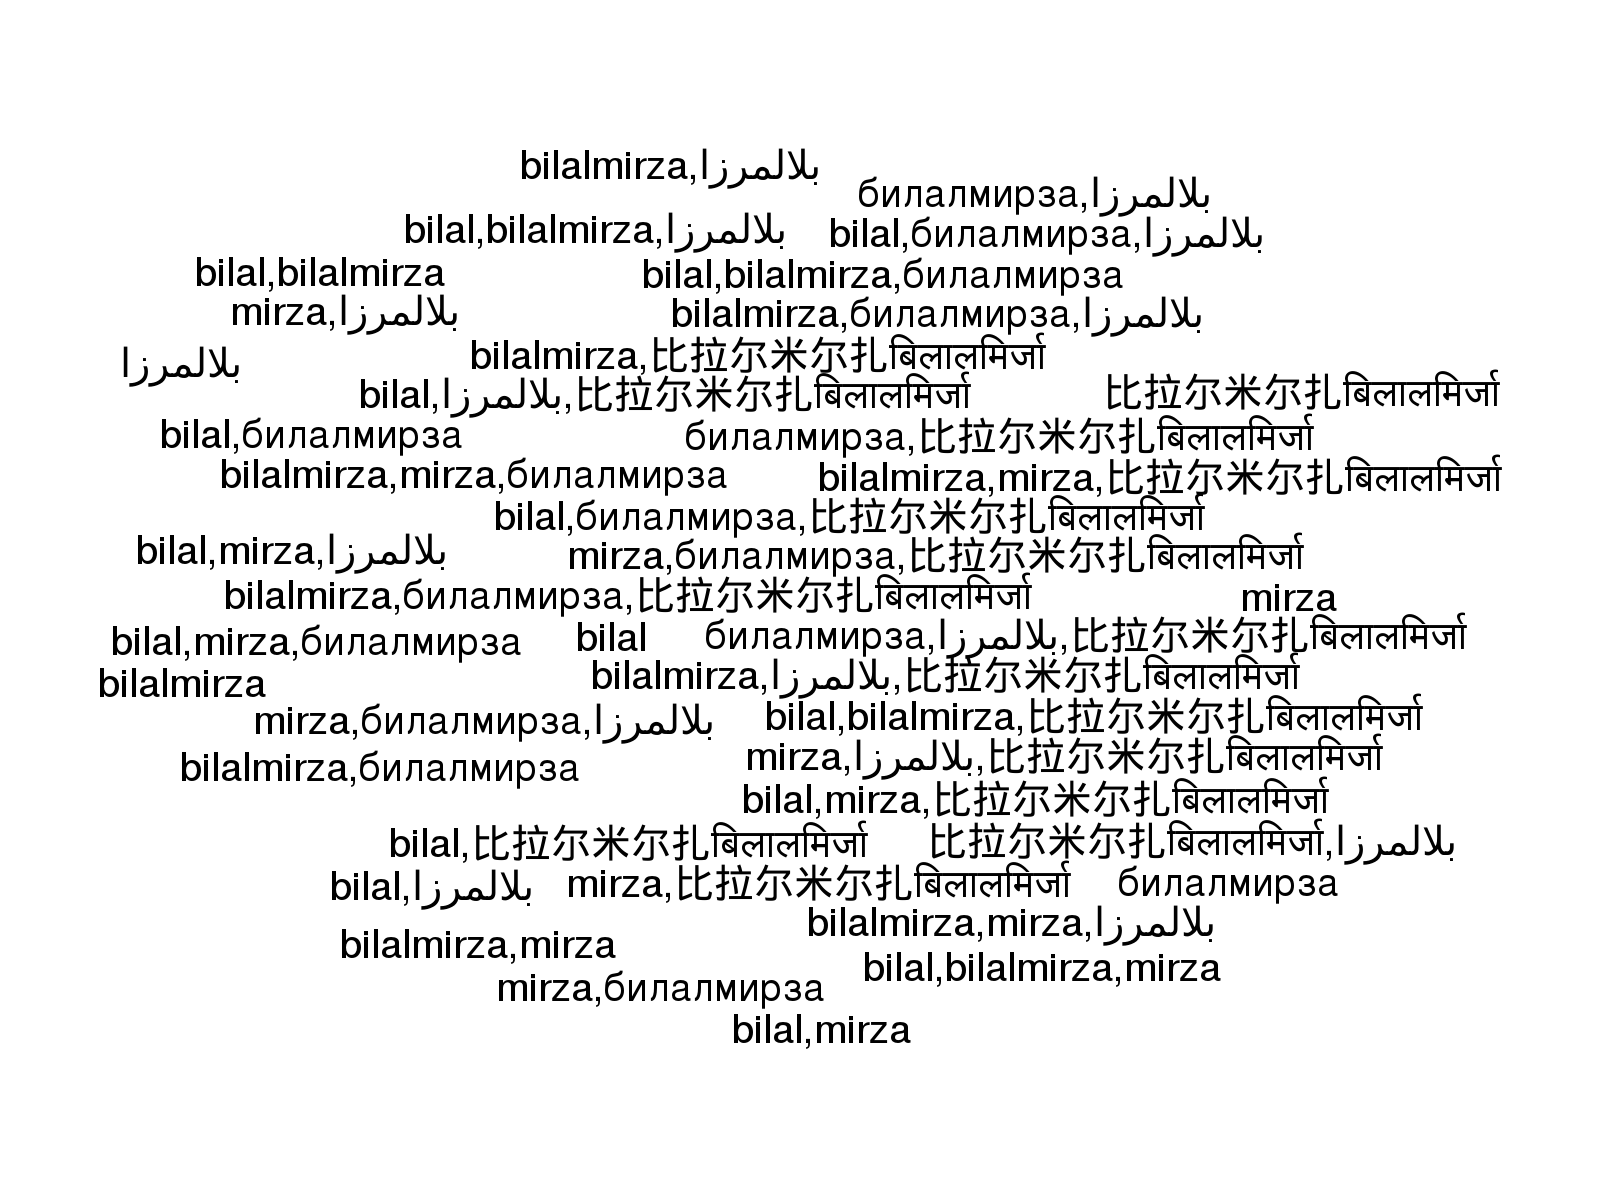 bilalmirza,بلالمرزا
билалмирза,بلالمرزا
bilal,bilalmirza,بلالمرزا
bilal,билалмирза,بلالمرزا
bilal,bilalmirza
bilal,bilalmirza,билалмирза
mirza,بلالمرزا
bilalmirza,билалмирза,بلالمرزا
bilalmirza,比拉尔米尔扎बिलालमिर्जा
بلالمرزا
bilal,بلالمرزا,比拉尔米尔扎बिलालमिर्जा
比拉尔米尔扎बिलालमिर्जा
bilal,билалмирза
билалмирза,比拉尔米尔扎बिलालमिर्जा
bilalmirza,mirza,билалмирза
bilalmirza,mirza,比拉尔米尔扎बिलालमिर्जा
bilal,билалмирза,比拉尔米尔扎बिलालमिर्जा
bilal,mirza,بلالمرزا
mirza,билалмирза,比拉尔米尔扎बिलालमिर्जा
bilalmirza,билалмирза,比拉尔米尔扎बिलालमिर्जा
mirza
bilal,mirza,билалмирза
bilal
билалмирза,بلالمرزا,比拉尔米尔扎बिलालमिर्जा
bilalmirza
bilalmirza,بلالمرزا,比拉尔米尔扎बिलालमिर्जा
mirza,билалмирза,بلالمرزا
bilal,bilalmirza,比拉尔米尔扎बिलालमिर्जा
bilalmirza,билалмирза
mirza,بلالمرزا,比拉尔米尔扎बिलालमिर्जा
bilal,mirza,比拉尔米尔扎बिलालमिर्जा
bilal,比拉尔米尔扎बिलालमिर्जा
比拉尔米尔扎बिलालमिर्जा,بلالمرزا
bilal,بلالمرزا
mirza,比拉尔米尔扎बिलालमिर्जा
билалмирза
bilalmirza,mirza,بلالمرزا
bilalmirza,mirza
bilal,bilalmirza,mirza
mirza,билалмирза
bilal,mirza